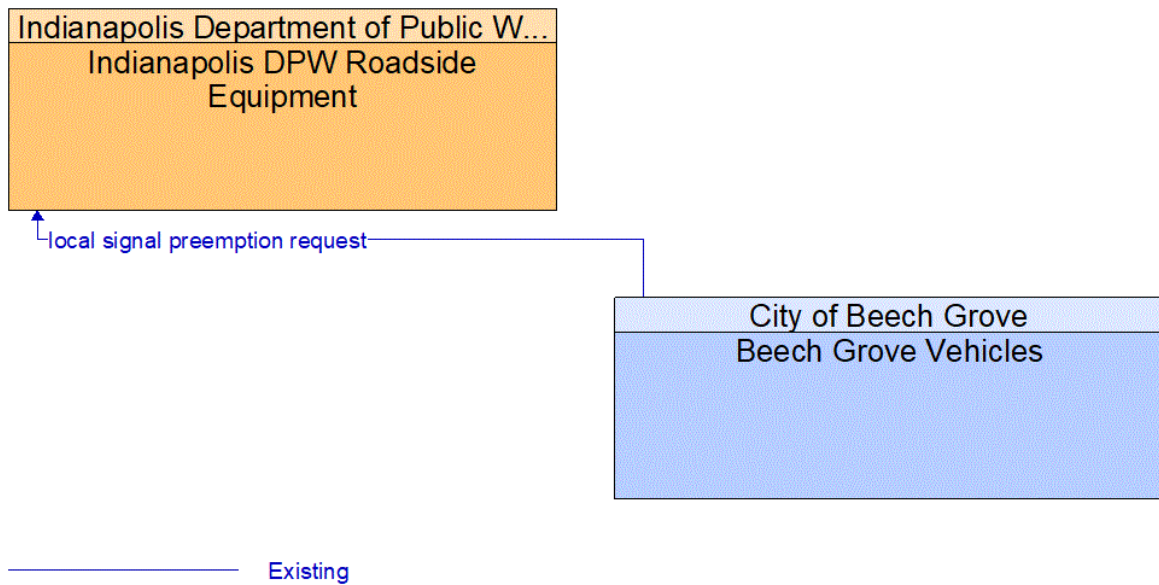 Indianapolis Department of Public W...
Indianapolis DPW Roadside
Equipment
local signal preemption request
City of Beech Grove
Beech Grove Vehicles
Existing